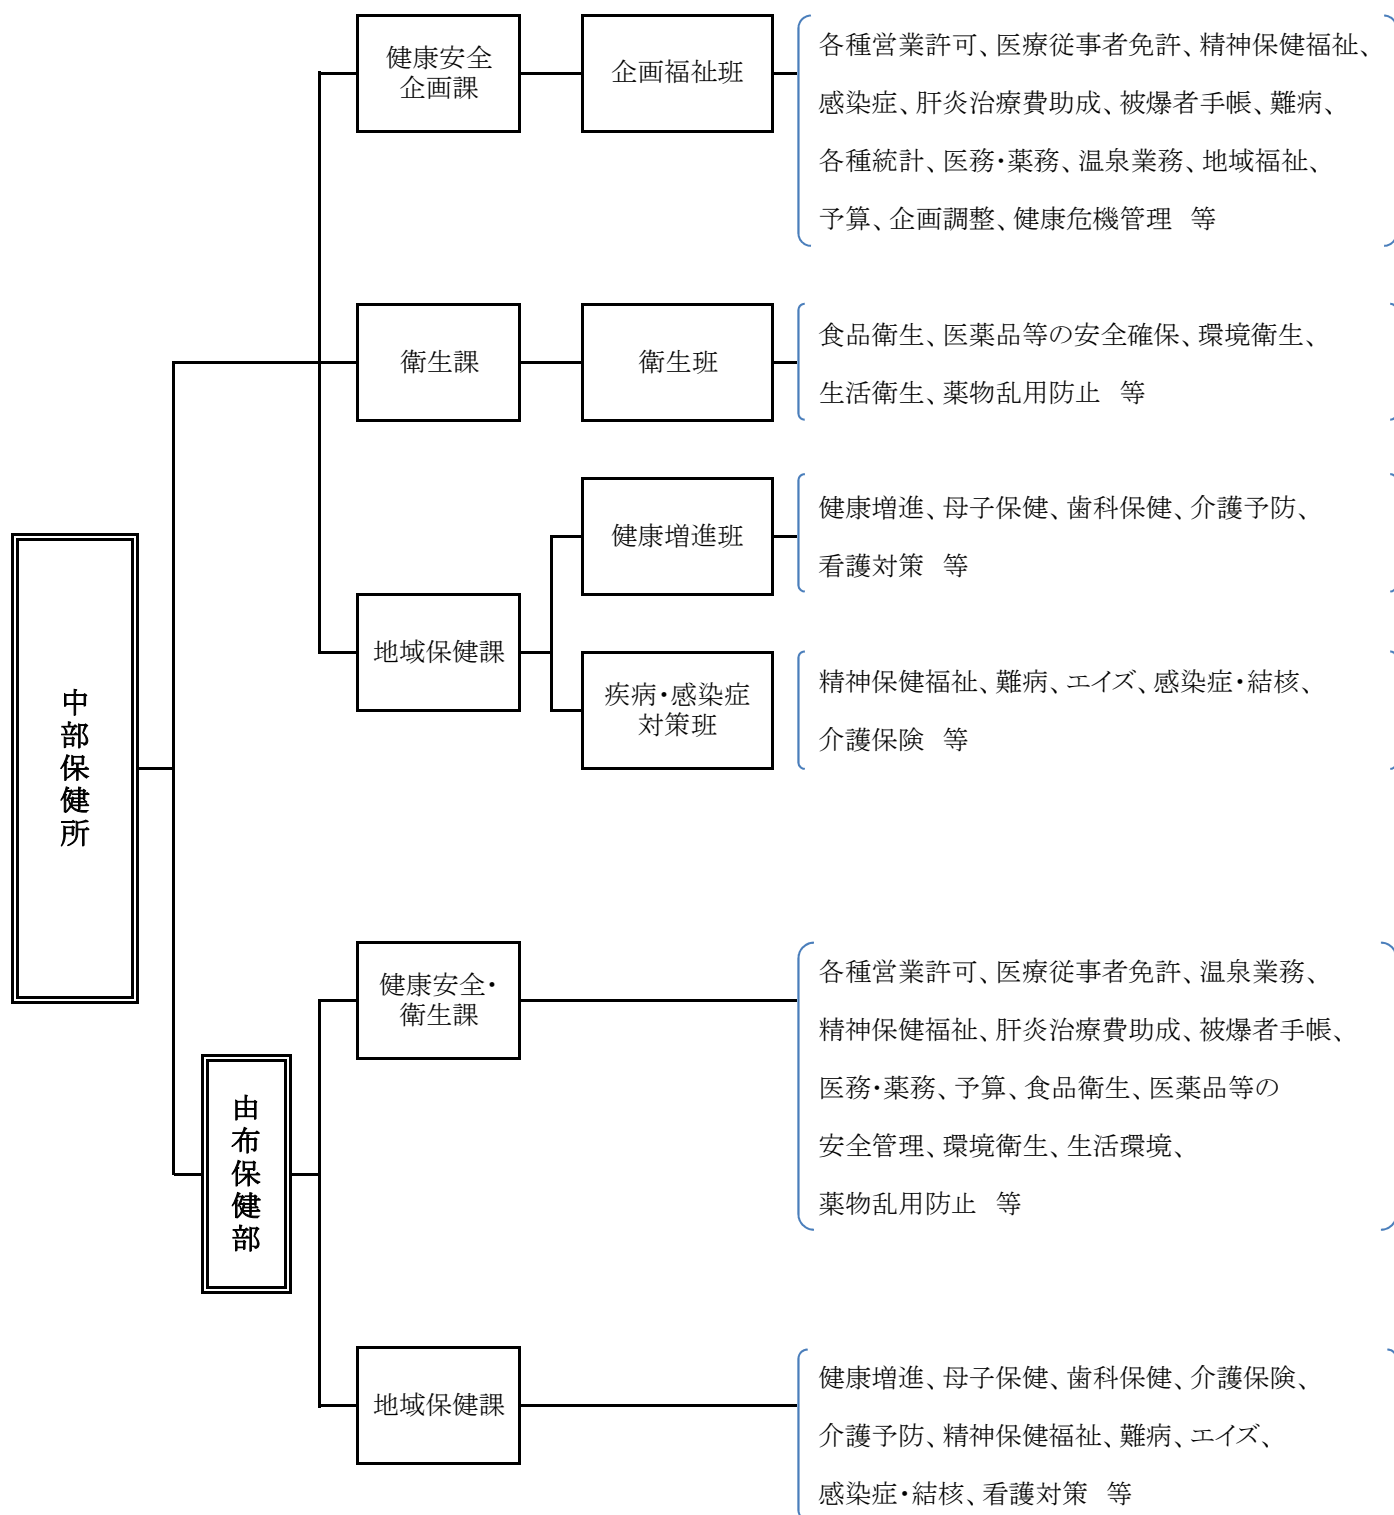 中部保健所
健康安全
企画課
企画福祉班
各種営業許可、医療従事者免許、精神保健福祉、
感染症、肝炎治療費助成、被爆者手帳、難病、
各種統計、医務・薬務、温泉業務、地域福祉、
予算、企画調整、健康危機管理　等
衛生課
衛生班
食品衛生、医薬品等の安全確保、環境衛生、
生活衛生、薬物乱用防止　等
地域保健課
健康増進班
健康増進、母子保健、歯科保健、介護予防、
看護対策　等
疾病・感染症
対策班
精神保健福祉、難病、エイズ、感染症・結核、
介護保険　等
由布保健部
健康安全・
衛生課
各種営業許可、医療従事者免許、温泉業務、
精神保健福祉、肝炎治療費助成、被爆者手帳、
医務・薬務、予算、食品衛生、医薬品等の
安全管理、環境衛生、生活環境、
薬物乱用防止　等
地域保健課
健康増進、母子保健、歯科保健、介護保険、
介護予防、精神保健福祉、難病、エイズ、
感染症・結核、看護対策　等